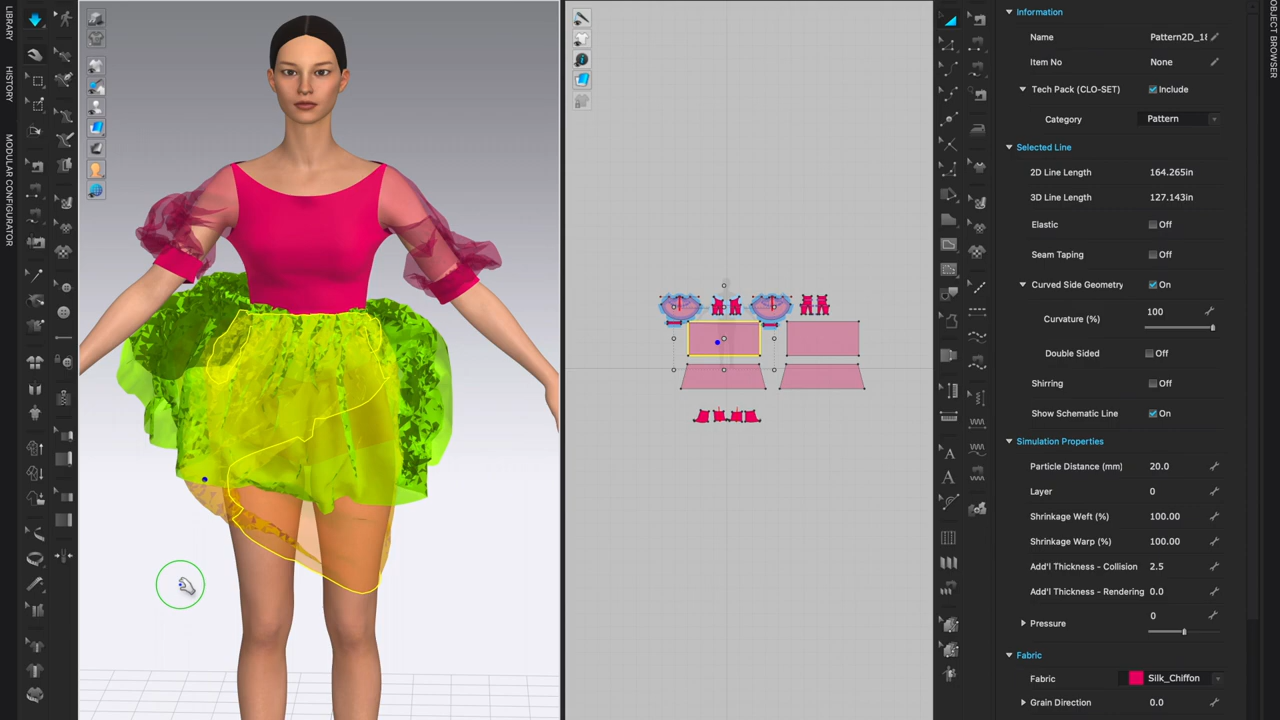 LIBRARY
HISTORY
MODULAR CONFIGURATOR
OBJECT BROWSER
Information
Name Pattern2D_18
Item No None
Tech Pack (CLO-SET) Include
Category Pattern
Selected Line
2D Line Length 164.265in
3D Line Length 127.143in
Elastic Off
Seam Taping Off
Curved Side Geometry On
Curvature (%) 100
Double Sided Off
Shirring Off
Show Schematic Line On
Simulation Properties
Particle Distance (mm) 20.0
Layer 0
Shrinkage Weft (%) 100.00
Shrinkage Warp (%) 100.00
Add'l Thickness - Collision 2.5
Add'l Thickness - Rendering 0.0
Pressure 0
Fabric
Fabric Silk_Chiffon
Grain Direction 0.0